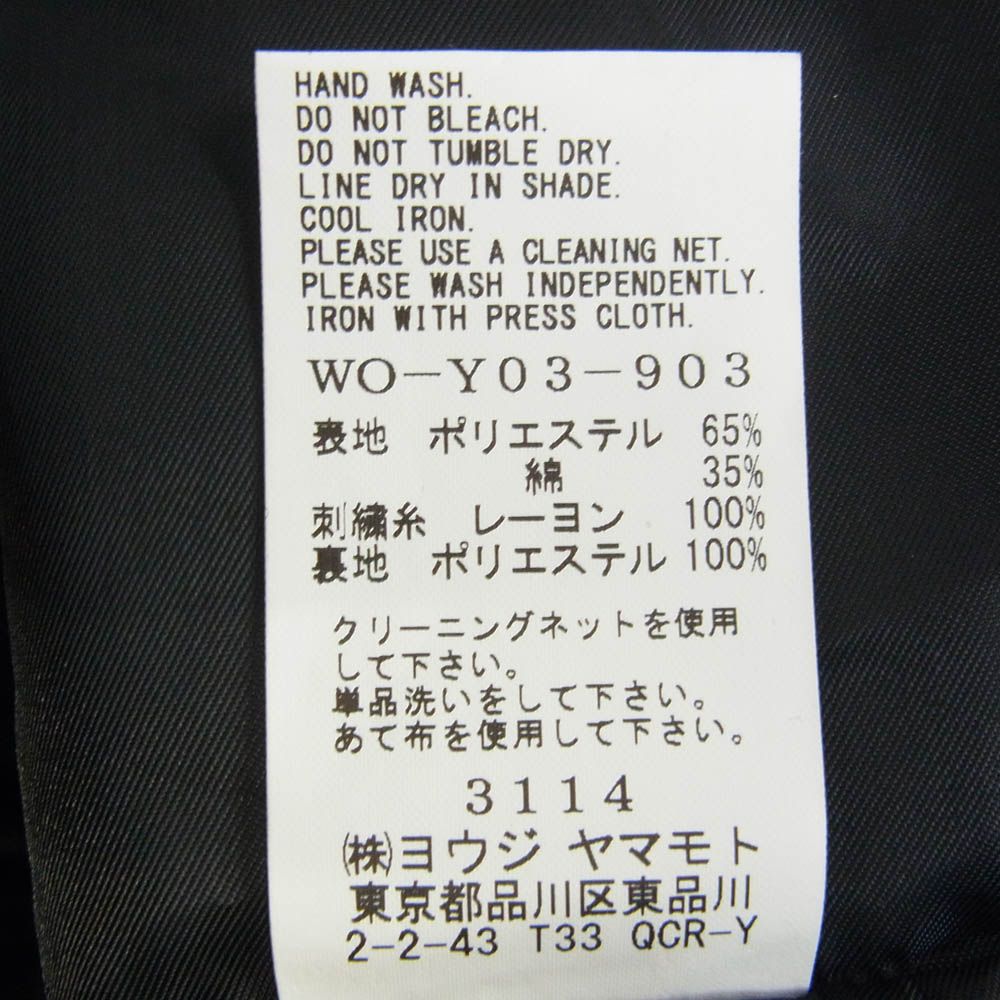 HAND WASH.
DO NOT BLEACH.
DO NOT TUMBLE DRY.
LINE DRY IN SHADE.
COOL IRON.
PLEASE USE A CLEANING NET.
PLEASE WASH INDEPENDENTLY.
IRON WITH PRESS CLOTH.
WO-Y03-903
表地 ポリエステル 65%
綿 35%
刺繍糸 レーヨン 100%
裏地 ポリエステル 100%
クリーニングネットを使用
して下さい。
単品洗いをして下さい。
あて布を使用して下さい。
3114
(株)ヨウジ ヤマモト
東京都品川区東品川
2-2-43 T33 QCR-Y